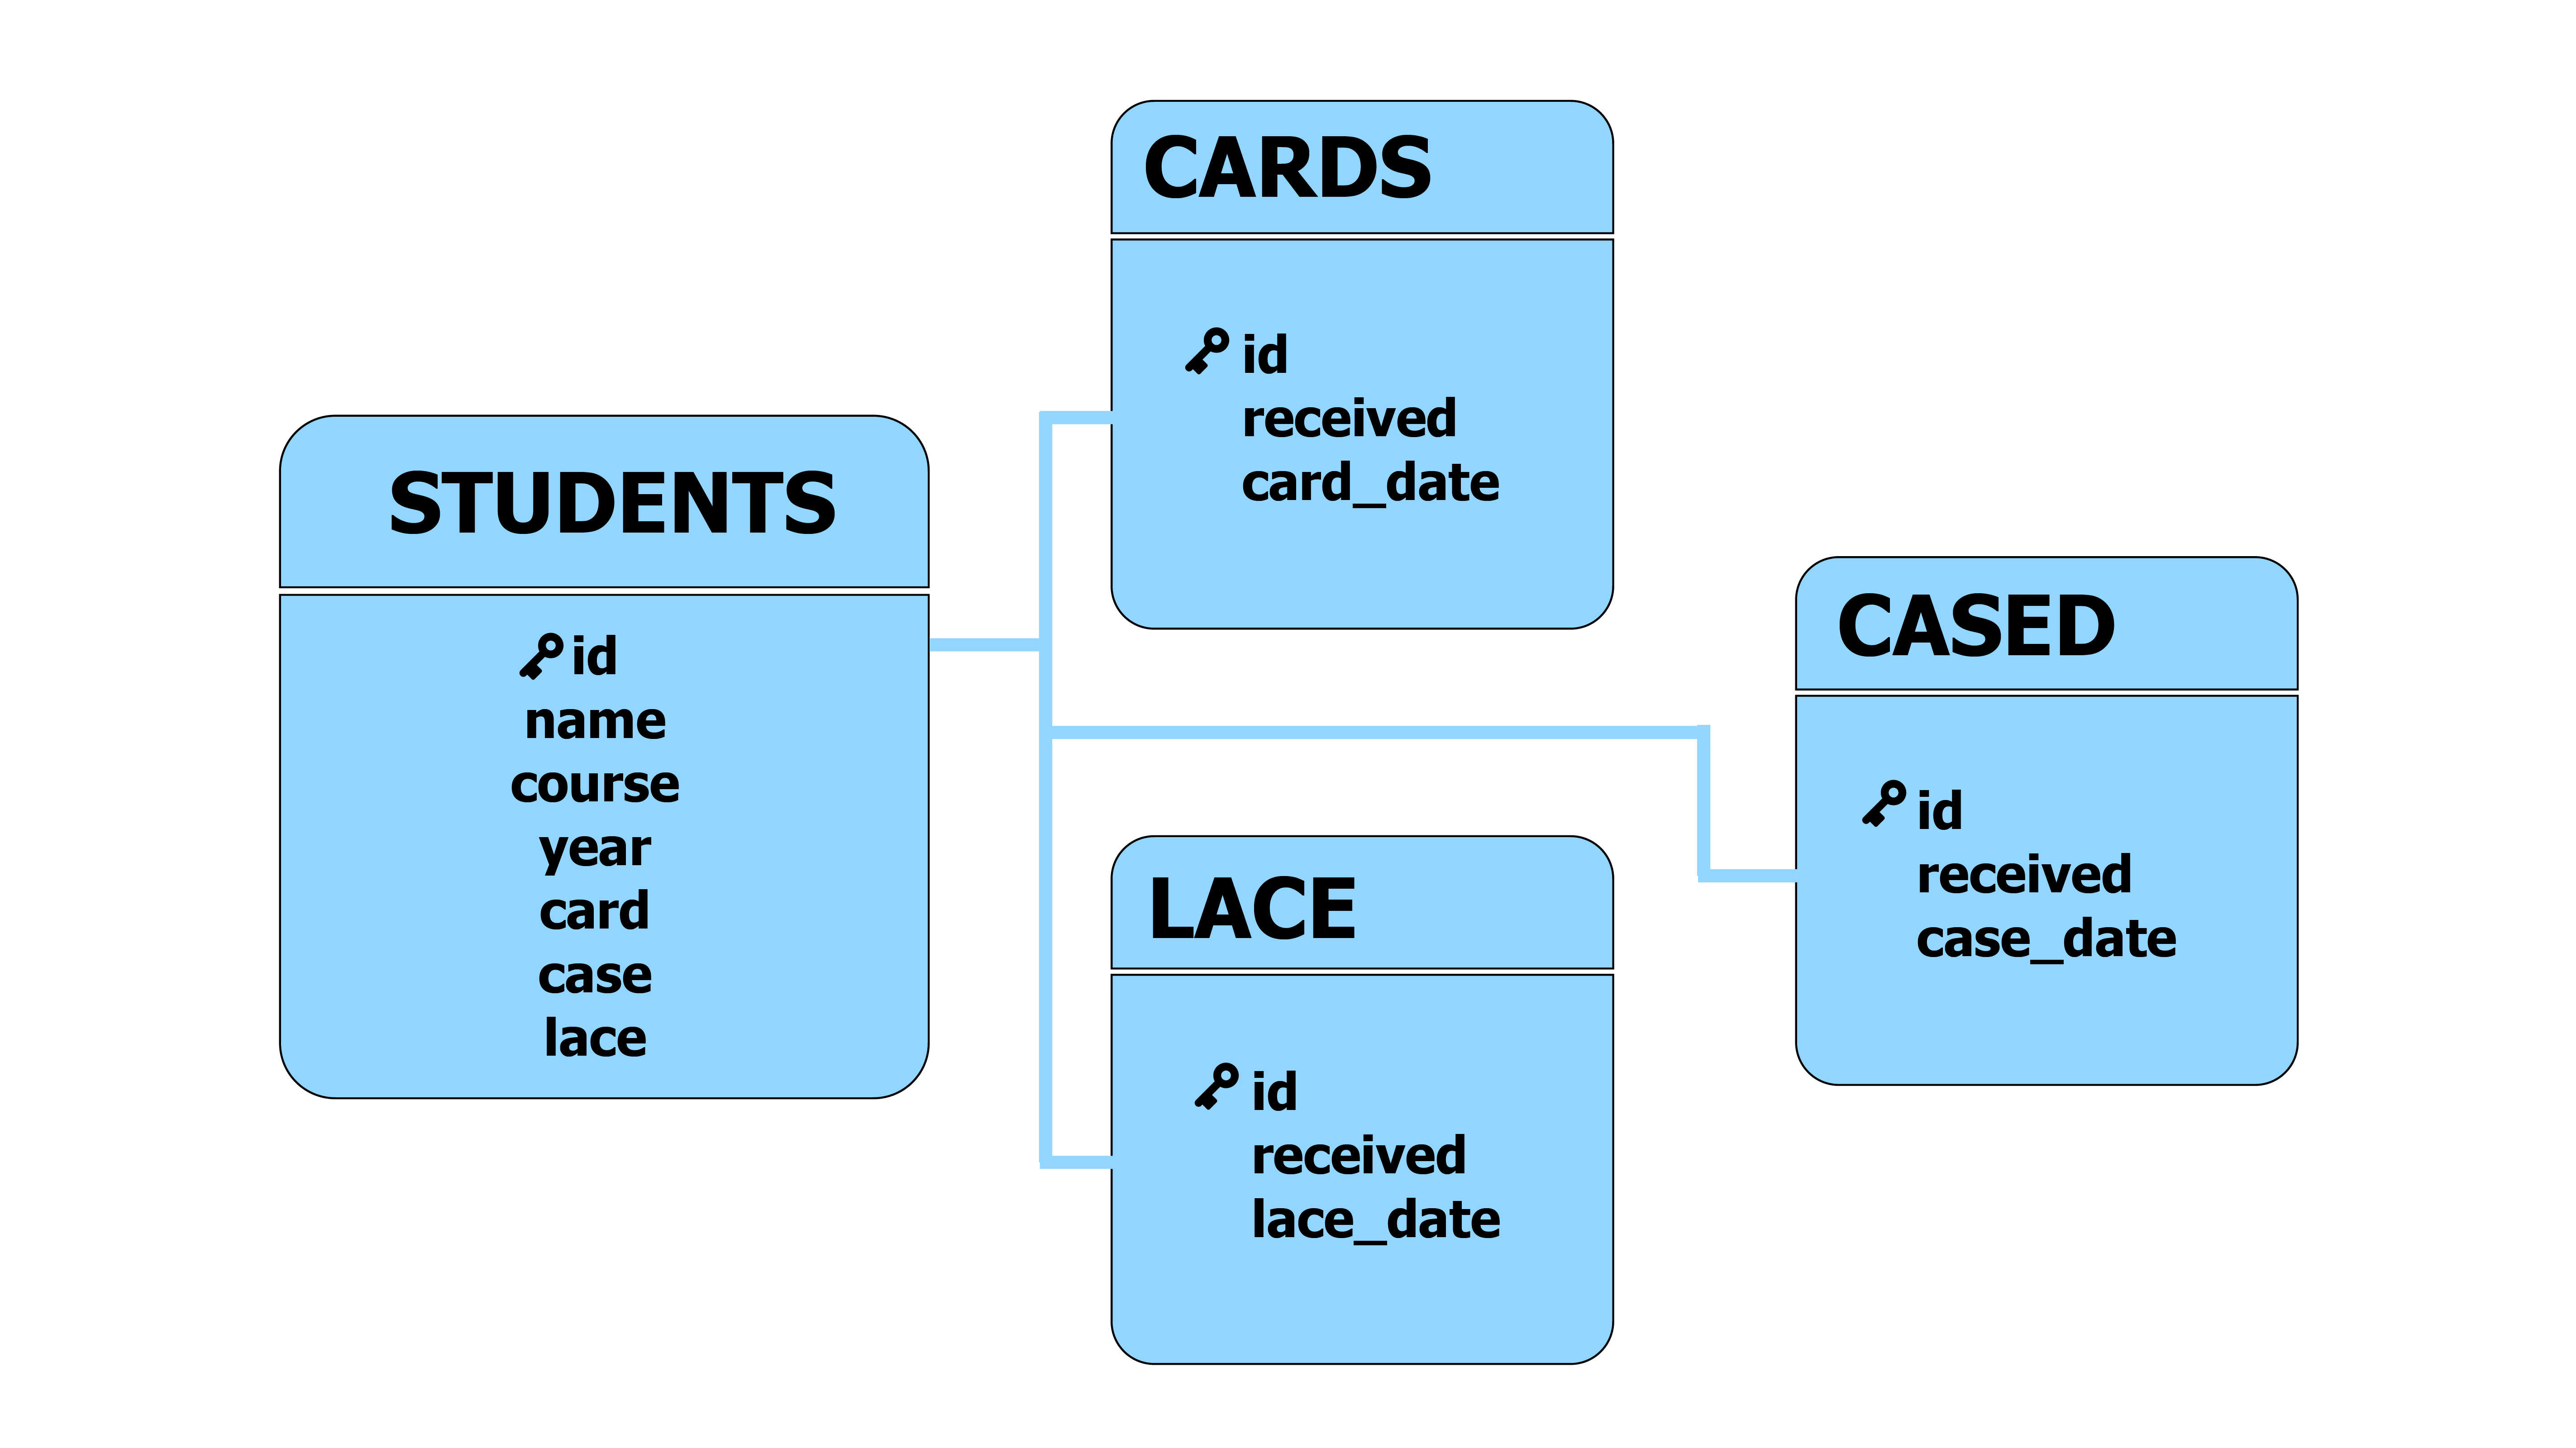 STUDENTS
id
name
course
year
card
case
lace
CARDS
id
received
card_date
LACE
id
received
lace_date
CASED
id
received
case_date